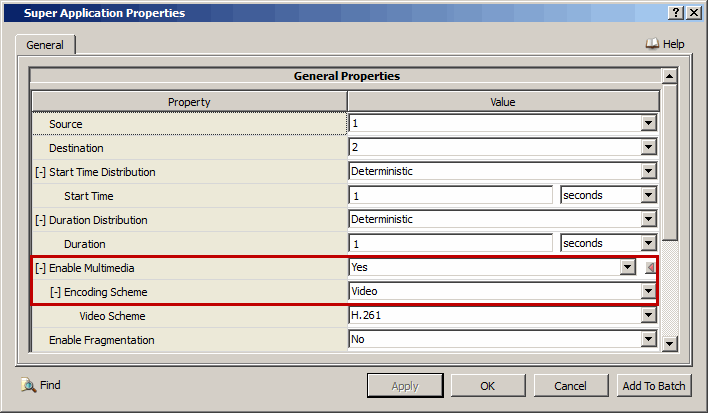 Super Application Properties
General
Help
General Properties
Property Value
Source 1
Destination 2
[-] Start Time Distribution Deterministic
Start Time 1 seconds
[-] Duration Distribution Deterministic
Duration 1 seconds
[-] Enable Multimedia Yes
[-] Encoding Scheme Video
Video Scheme H.261
Enable Fragmentation No
Find Apply OK Cancel Add To Batch